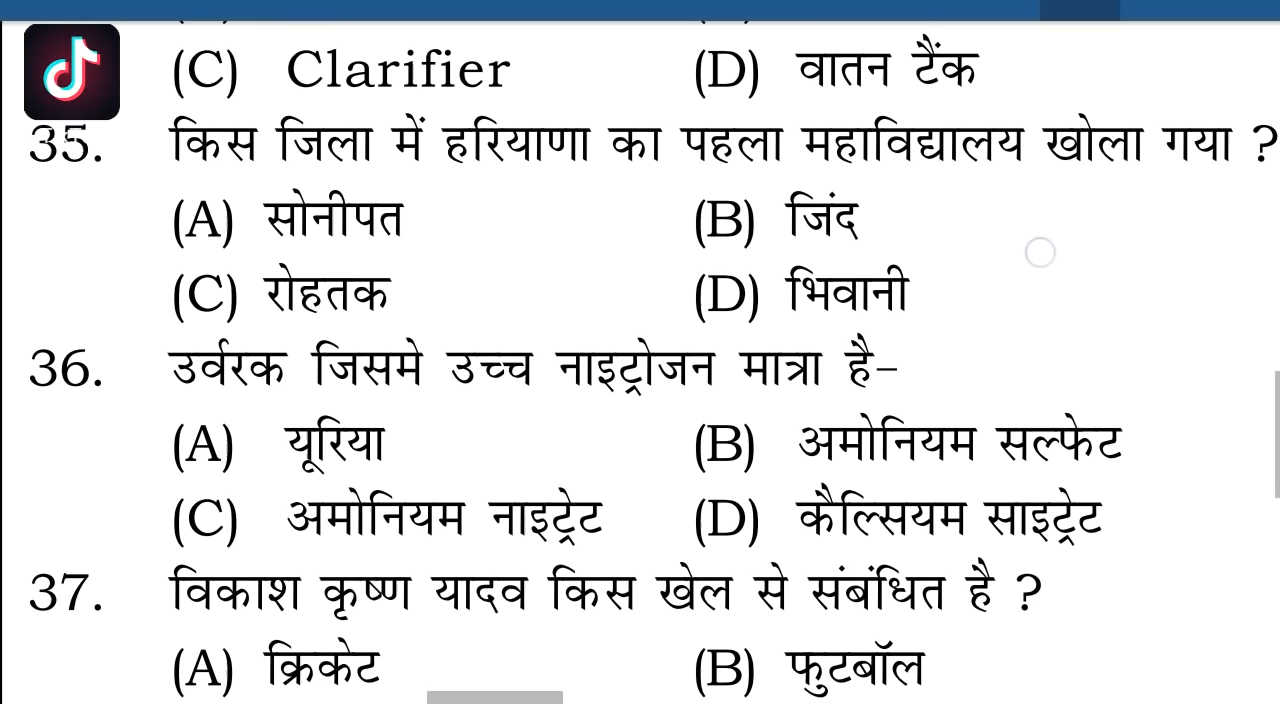 (C) Clarifier (D) वातन टैंक
35. किस जिला में हरियाणा का पहला महाविद्यालय खोला गया ?
(A) सोनीपत (B) जिंद
(C) रोहतक (D) भिवानी
36. उर्वरक जिसमे उच्च नाइट्रोजन मात्रा है-
(A) यूरिया (B) अमोनियम सल्फेट
(C) अमोनियम नाइट्रेट (D) कैल्सियम साइट्रेट
37. विकाश कृष्ण यादव किस खेल से संबंधित है ?
(A) क्रिकेट (B) फुटबॉल